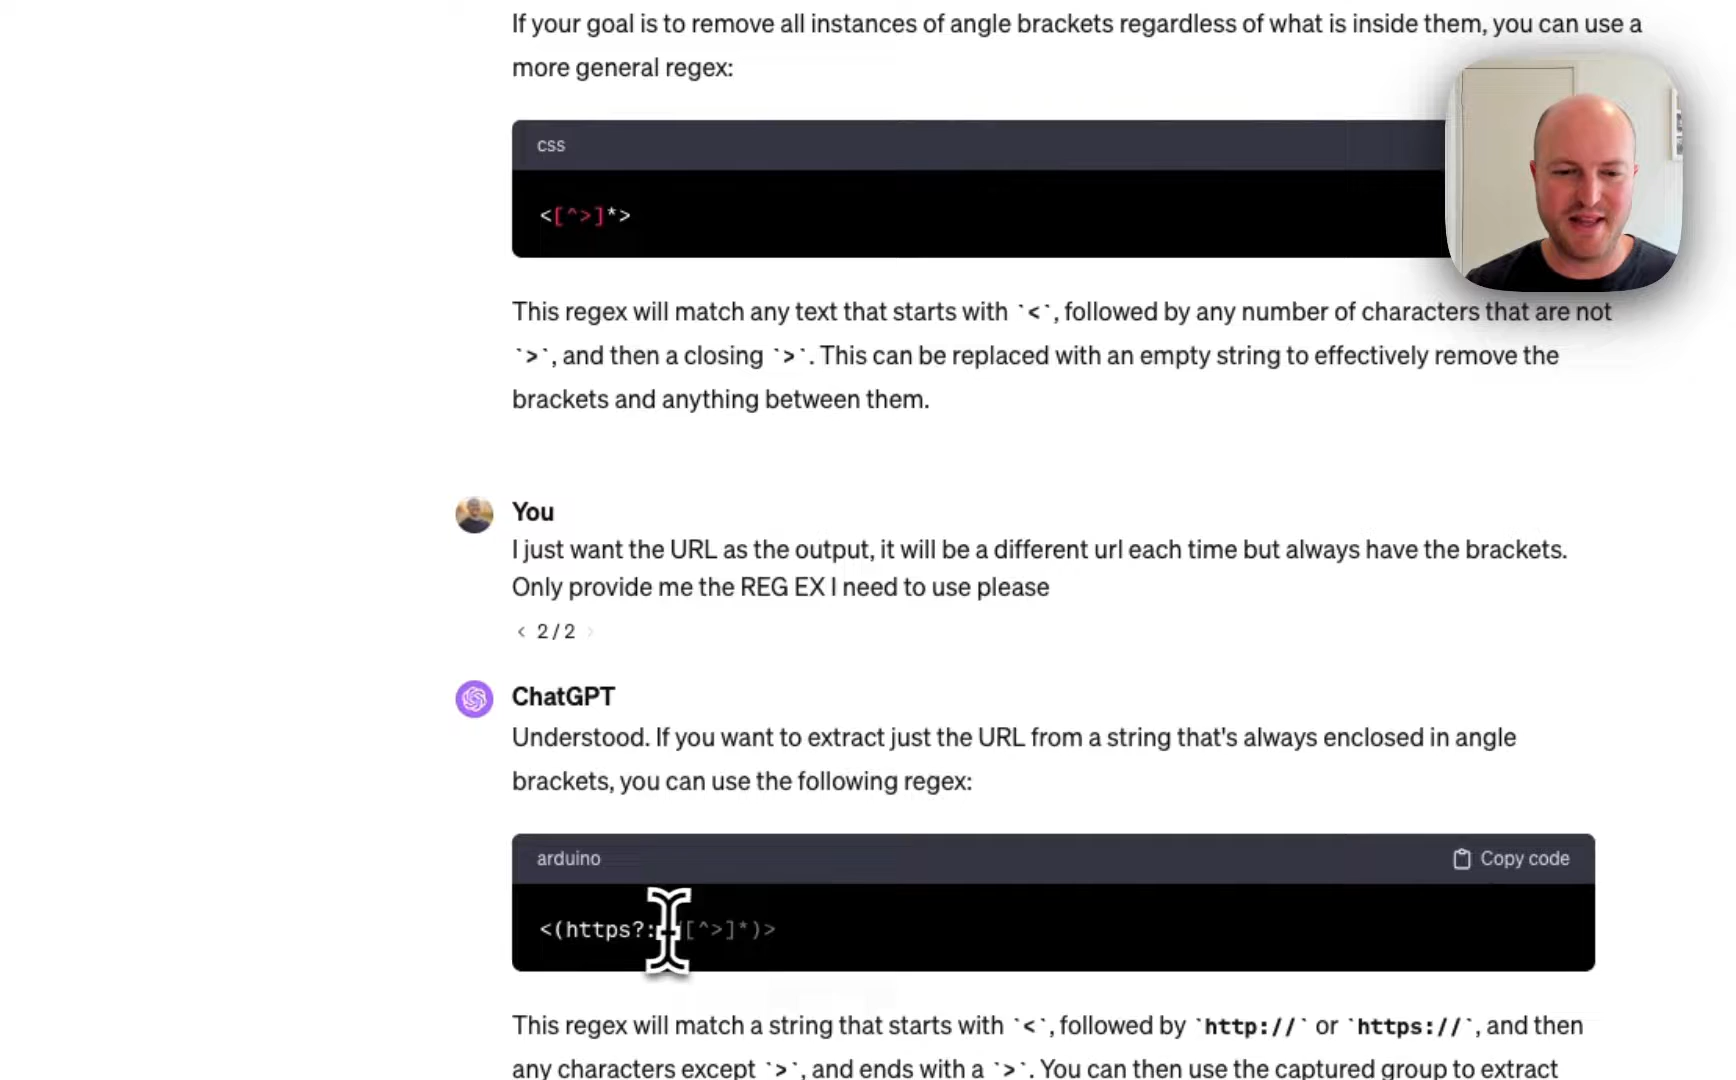 If your goal is to remove all instances of angle brackets regardless of what is inside them, you can use a
more general regex:
css
<[^>]*>
This regex will match any text that starts with `<`, followed by any number of characters that are not
`>`, and then a closing `>`. This can be replaced with an empty string to effectively remove the
brackets and anything between them.
You
I just want the URL as the output, it will be a different url each time but always have the brackets.
Only provide me the REG EX I need to use please
< 2 / 2 >
ChatGPT
Understood. If you want to extract just the URL from a string that's always enclosed in angle
brackets, you can use the following regex:
arduino
Copy code
<(https?: [^>]*)>
This regex will match a string that starts with `<`, followed by `http://` or `https://`, and then
any characters except `>`, and ends with a `>`. You can then use the captured group to extract